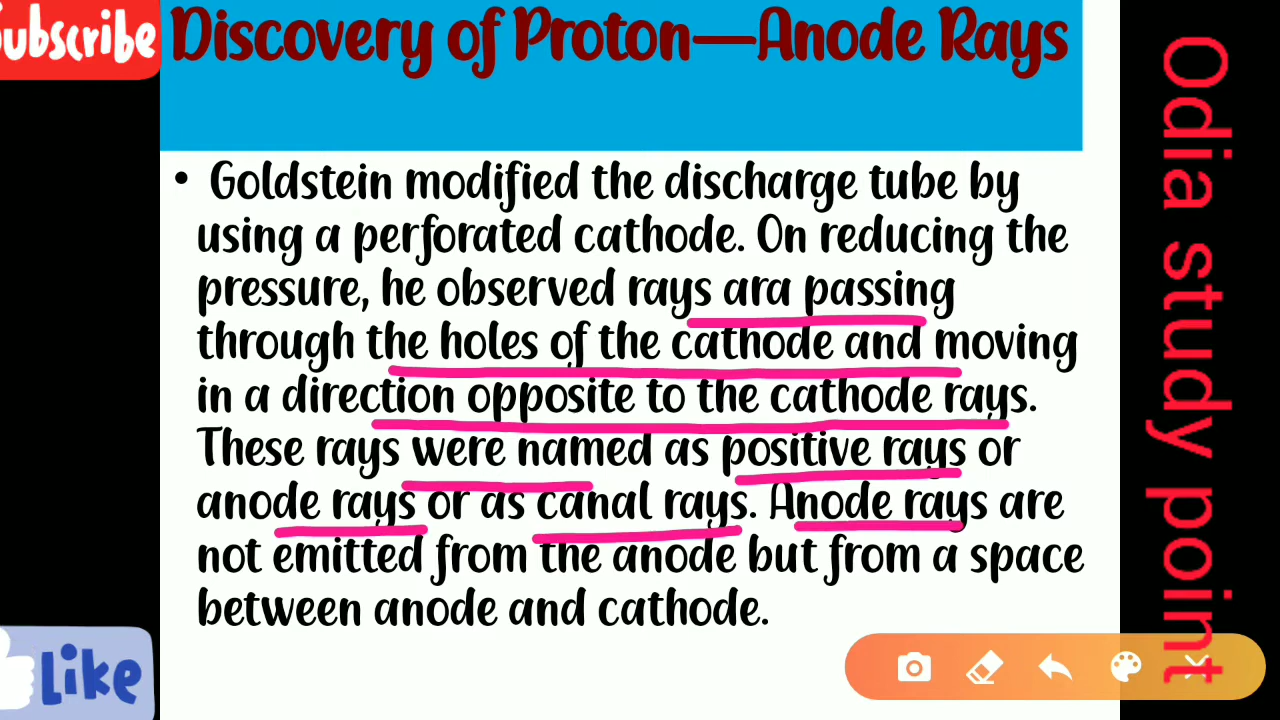 Subscribe
Discovery of Proton—Anode Rays
• Goldstein modified the discharge tube by
using a perforated cathode. On reducing the
pressure, he observed rays ara passing
through the holes of the cathode and moving
in a direction opposite to the cathode rays.
These rays were named as positive rays or
anode rays or as canal rays. Anode rays are
not emitted from the anode but from a space
between anode and cathode.
Like
Odia study point